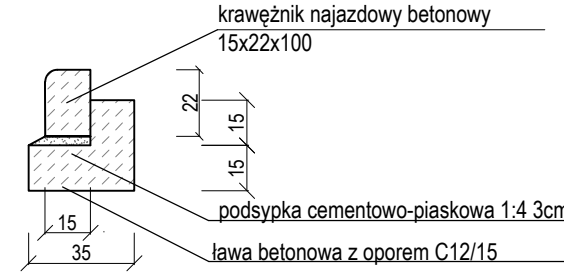 krawężnik najazdowy betonowy
15x22x100
22
15
15
podsypka cementowo-piaskowa 1:4 3cm
15
35
ława betonowa z oporem C12/15